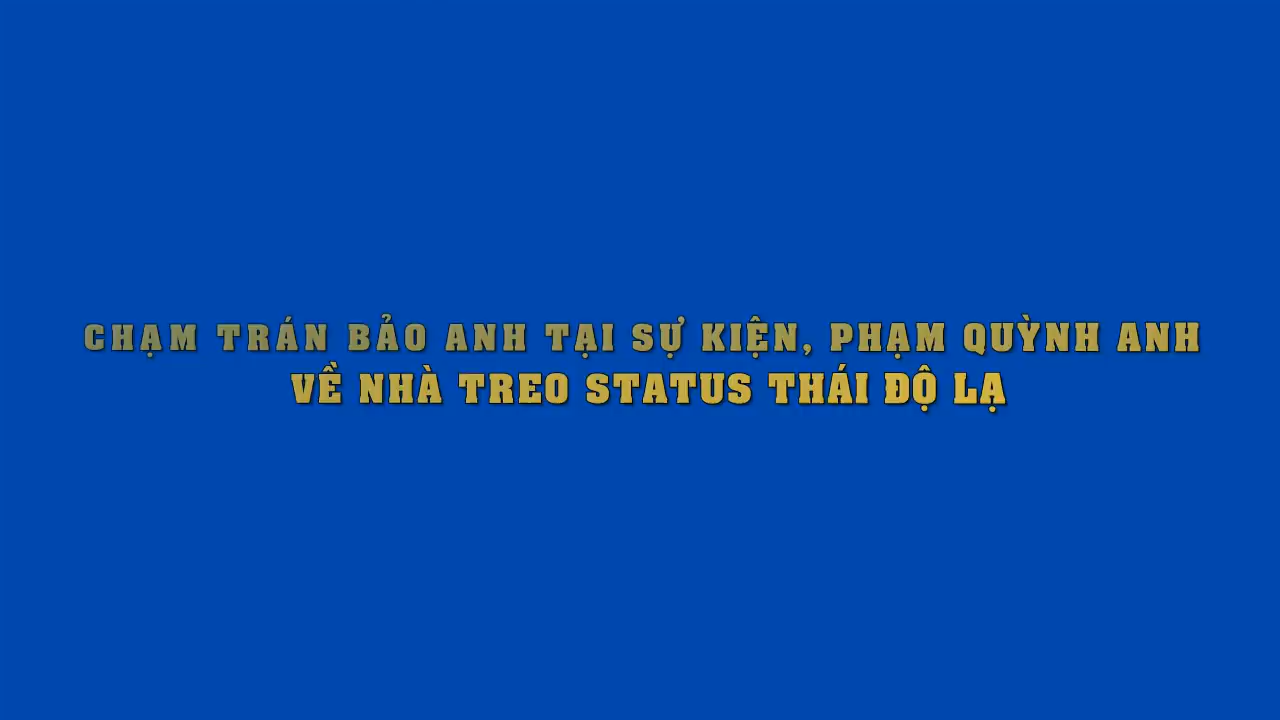 CHẠM TRÁN BẢO ANH TẠI SỰ KIỆN, PHẠM QUỲNH ANH
VỀ NHÀ TREO STATUS THÁI ĐỘ LẠ